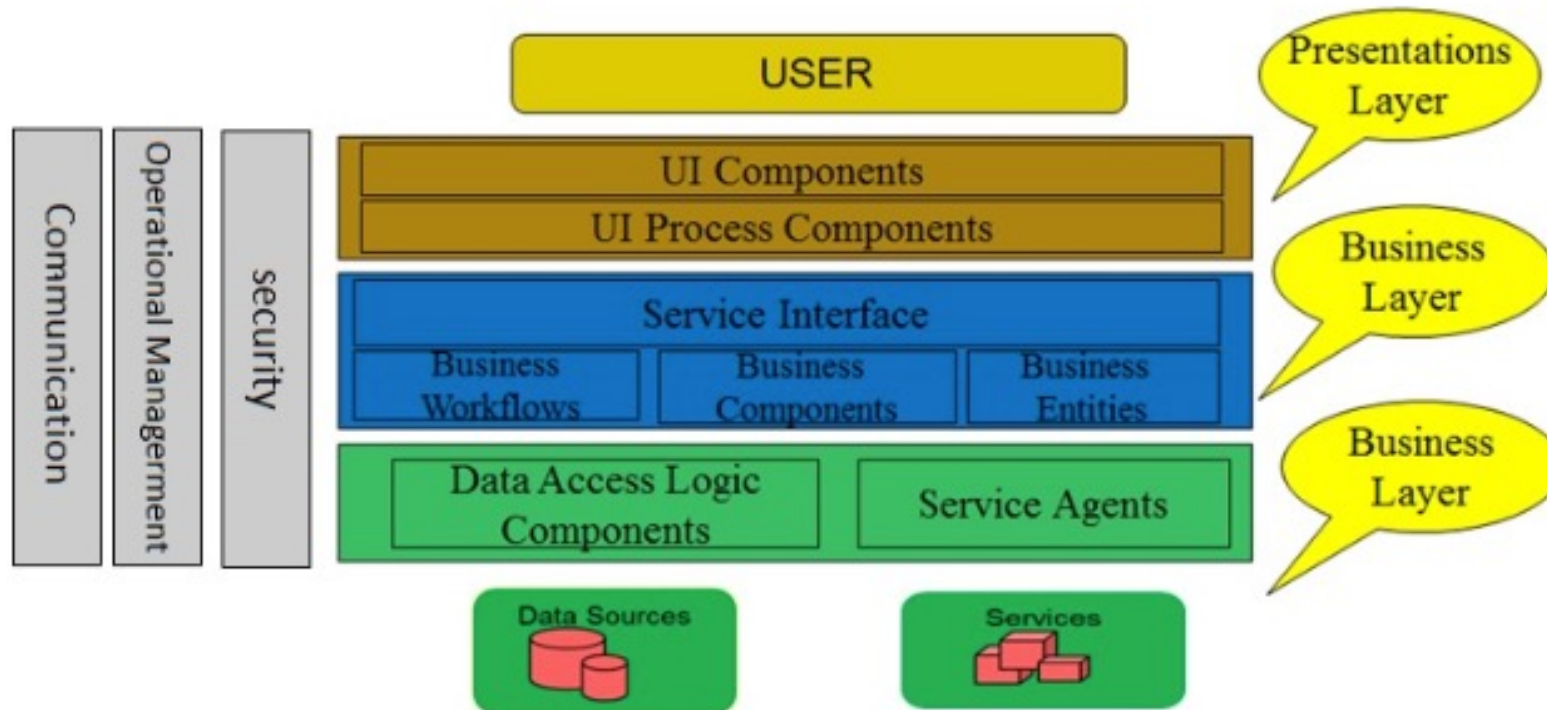 USER
Presentations
Layer
Communication
Operational Managerment
security
UI Components
UI Process Components
Business
Layer
Service Interface
Business
Workflows
Business
Components
Business
Entities
Business
Layer
Data Access Logic
Components
Service Agents
Data Sources
Services